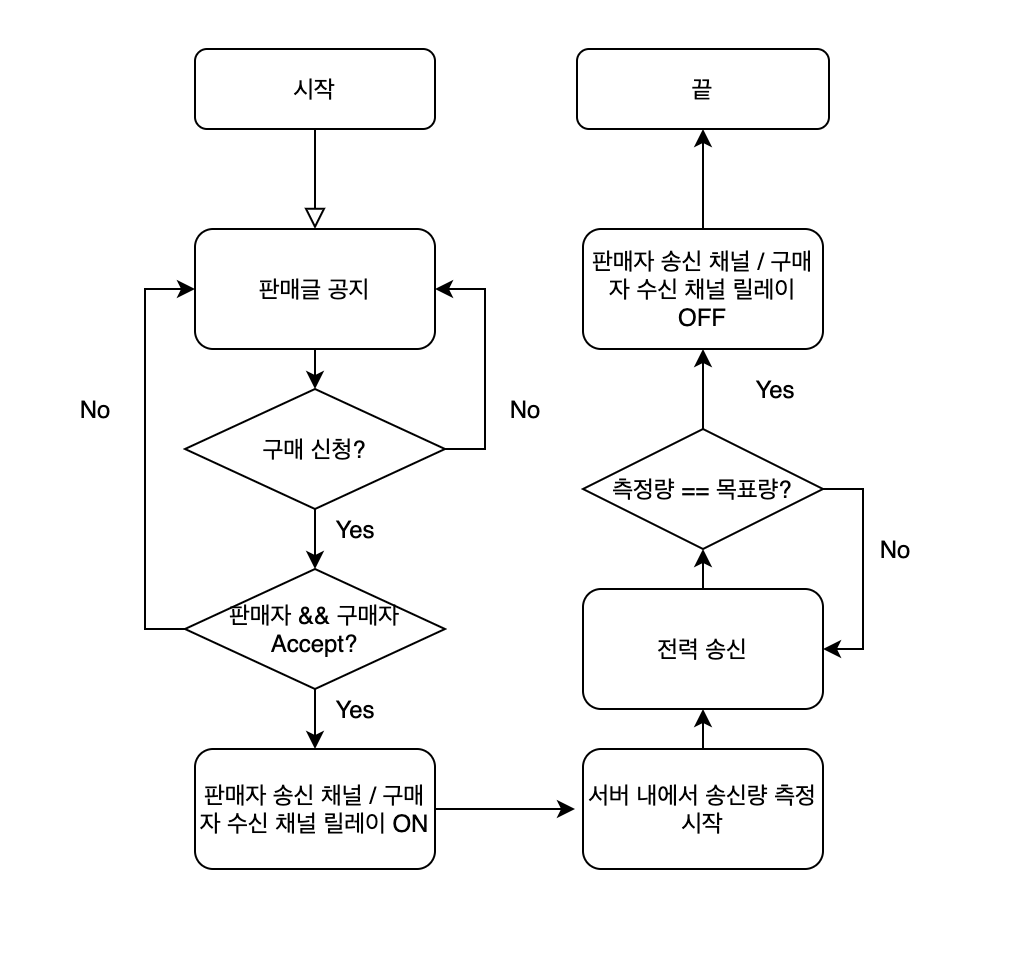 시작
판매글 공지
No
No
구매 신청?
Yes
판매자 && 구매자
Accept?
Yes
판매자 송신 채널 / 구매
자 수신 채널 릴레이 ON
서버 내에서 송신량 측정
시작
전력 송신
No
측정량 == 목표량?
Yes
판매자 송신 채널 / 구매
자 수신 채널 릴레이
OFF
끝